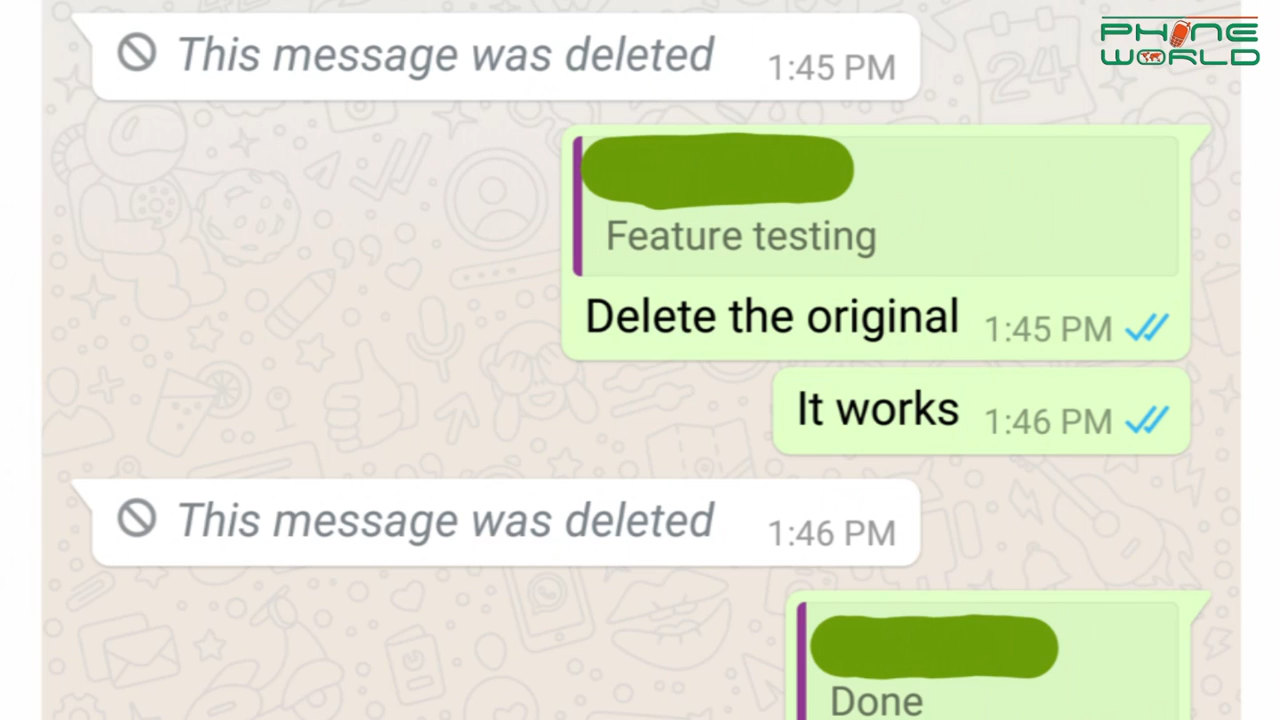 PHONE
WORLD
This message was deleted 1:45 PM
Feature testing
Delete the original 1:45 PM
It works 1:46 PM
This message was deleted 1:46 PM
Done
24